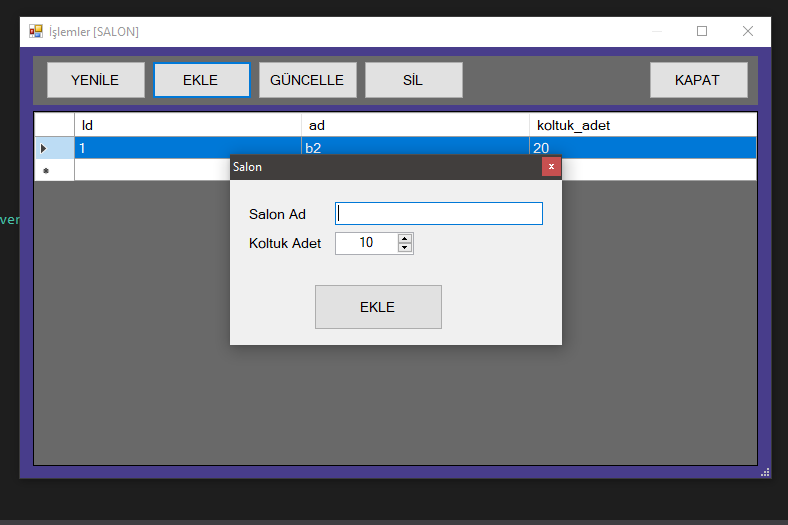 İşlemler [SALON]
YENİLE EKLE GÜNCELLE SİL KAPAT
Id ad koltuk_adet
1 b2 20
Salon x
ver
Salon Ad
Koltuk Adet 10
EKLE